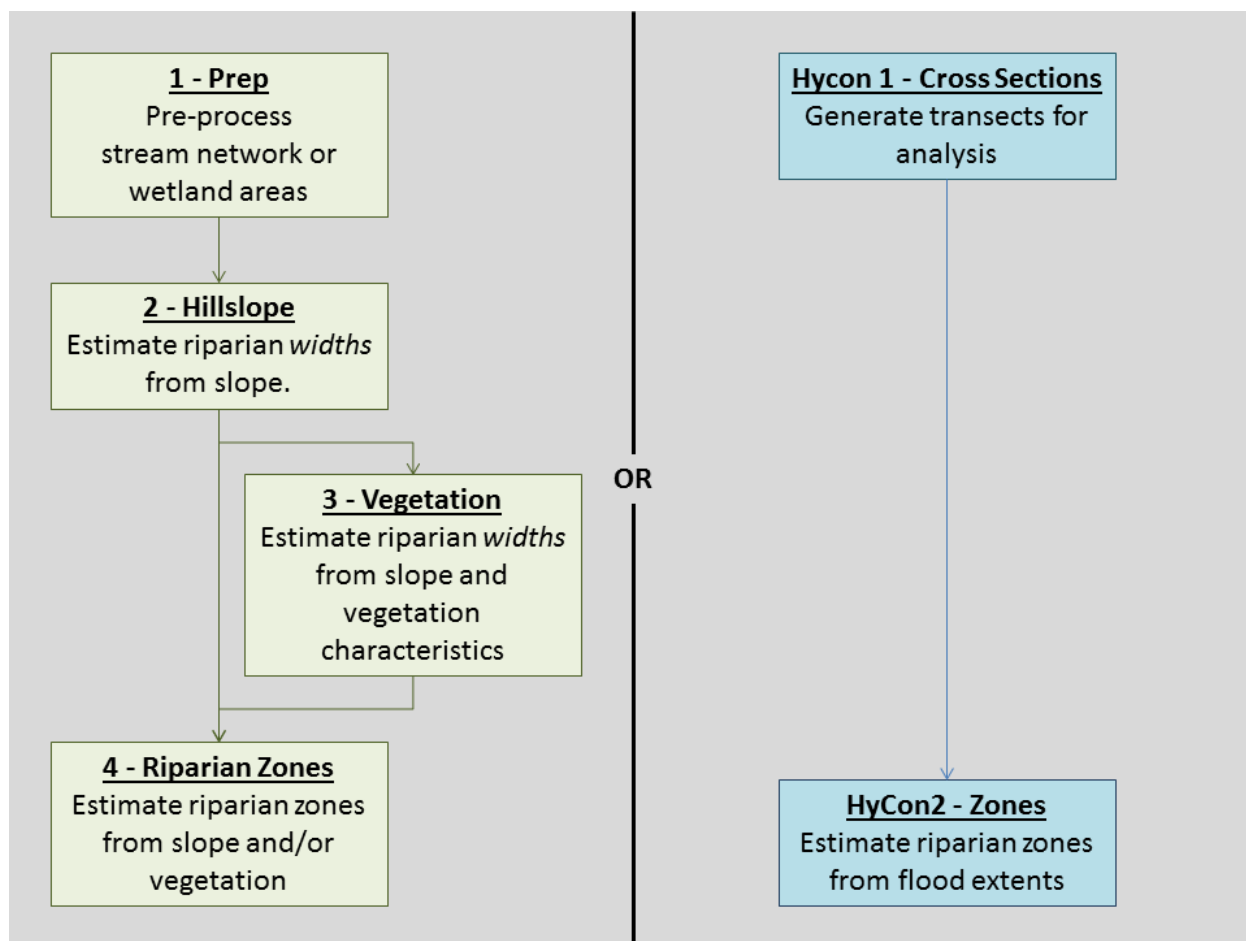 1 - Prep
Pre-process
stream network or
wetland areas
2 - Hillslope
Estimate riparian widths
from slope.
3 - Vegetation
Estimate riparian widths
from slope and
vegetation
characteristics
4 - Riparian Zones
Estimate riparian zones
from slope and/or
vegetation
OR
Hycon 1 - Cross Sections
Generate transects for
analysis
HyCon2 - Zones
Estimate riparian zones
from flood extents